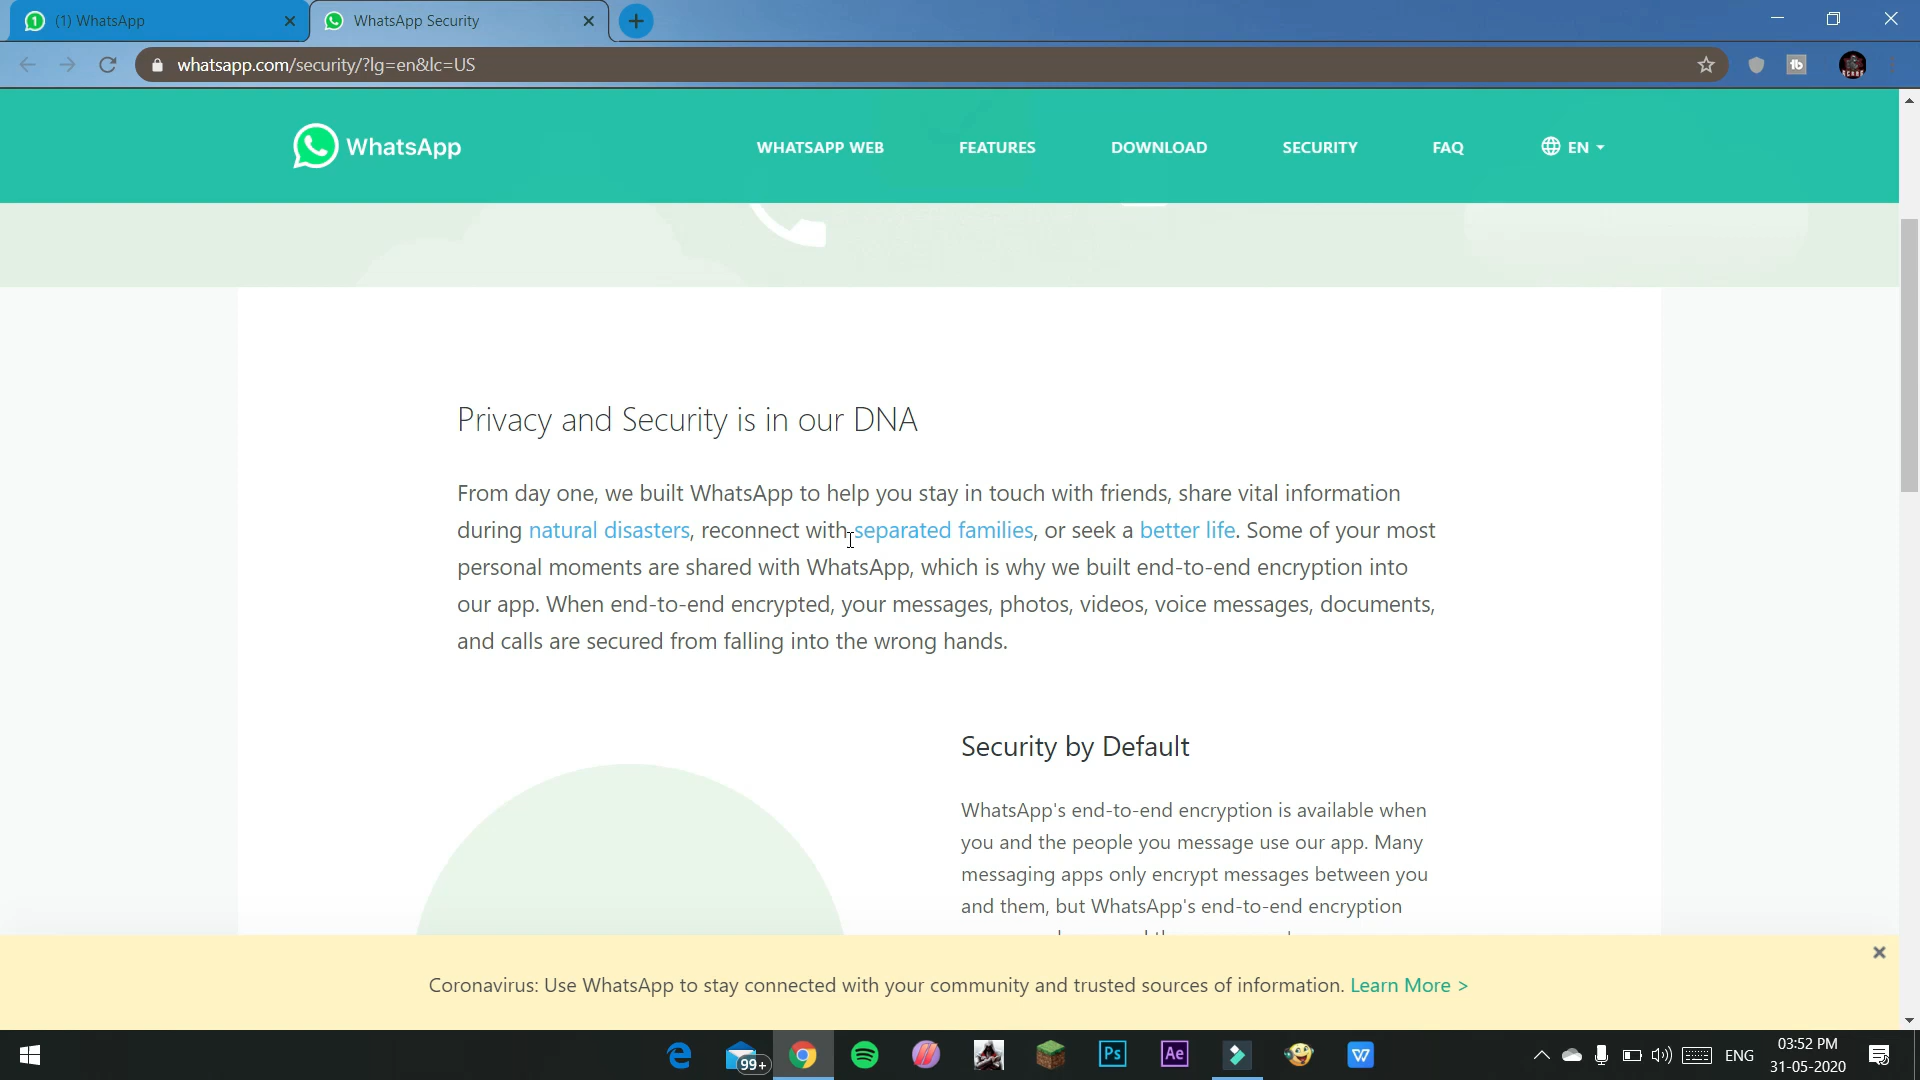 (1) WhatsApp
WhatsApp Security
whatsapp.com/security/?lg=en&lc=US
WhatsApp
WHATSAPP WEB
FEATURES
DOWNLOAD
SECURITY
FAQ
EN
Privacy and Security is in our DNA
From day one, we built WhatsApp to help you stay in touch with friends, share vital information
during natural disasters, reconnect with separated families, or seek a better life. Some of your most
personal moments are shared with WhatsApp, which is why we built end-to-end encryption into
our app. When end-to-end encrypted, your messages, photos, videos, voice messages, documents,
and calls are secured from falling into the wrong hands.
Security by Default
WhatsApp's end-to-end encryption is available when
you and the people you message use our app. Many
messaging apps only encrypt messages between you
and them, but WhatsApp's end-to-end encryption
Coronavirus: Use WhatsApp to stay connected with your community and trusted sources of information. Learn More >
99+
Ps
Ae
W
ENG
03:52 PM
31-05-2020